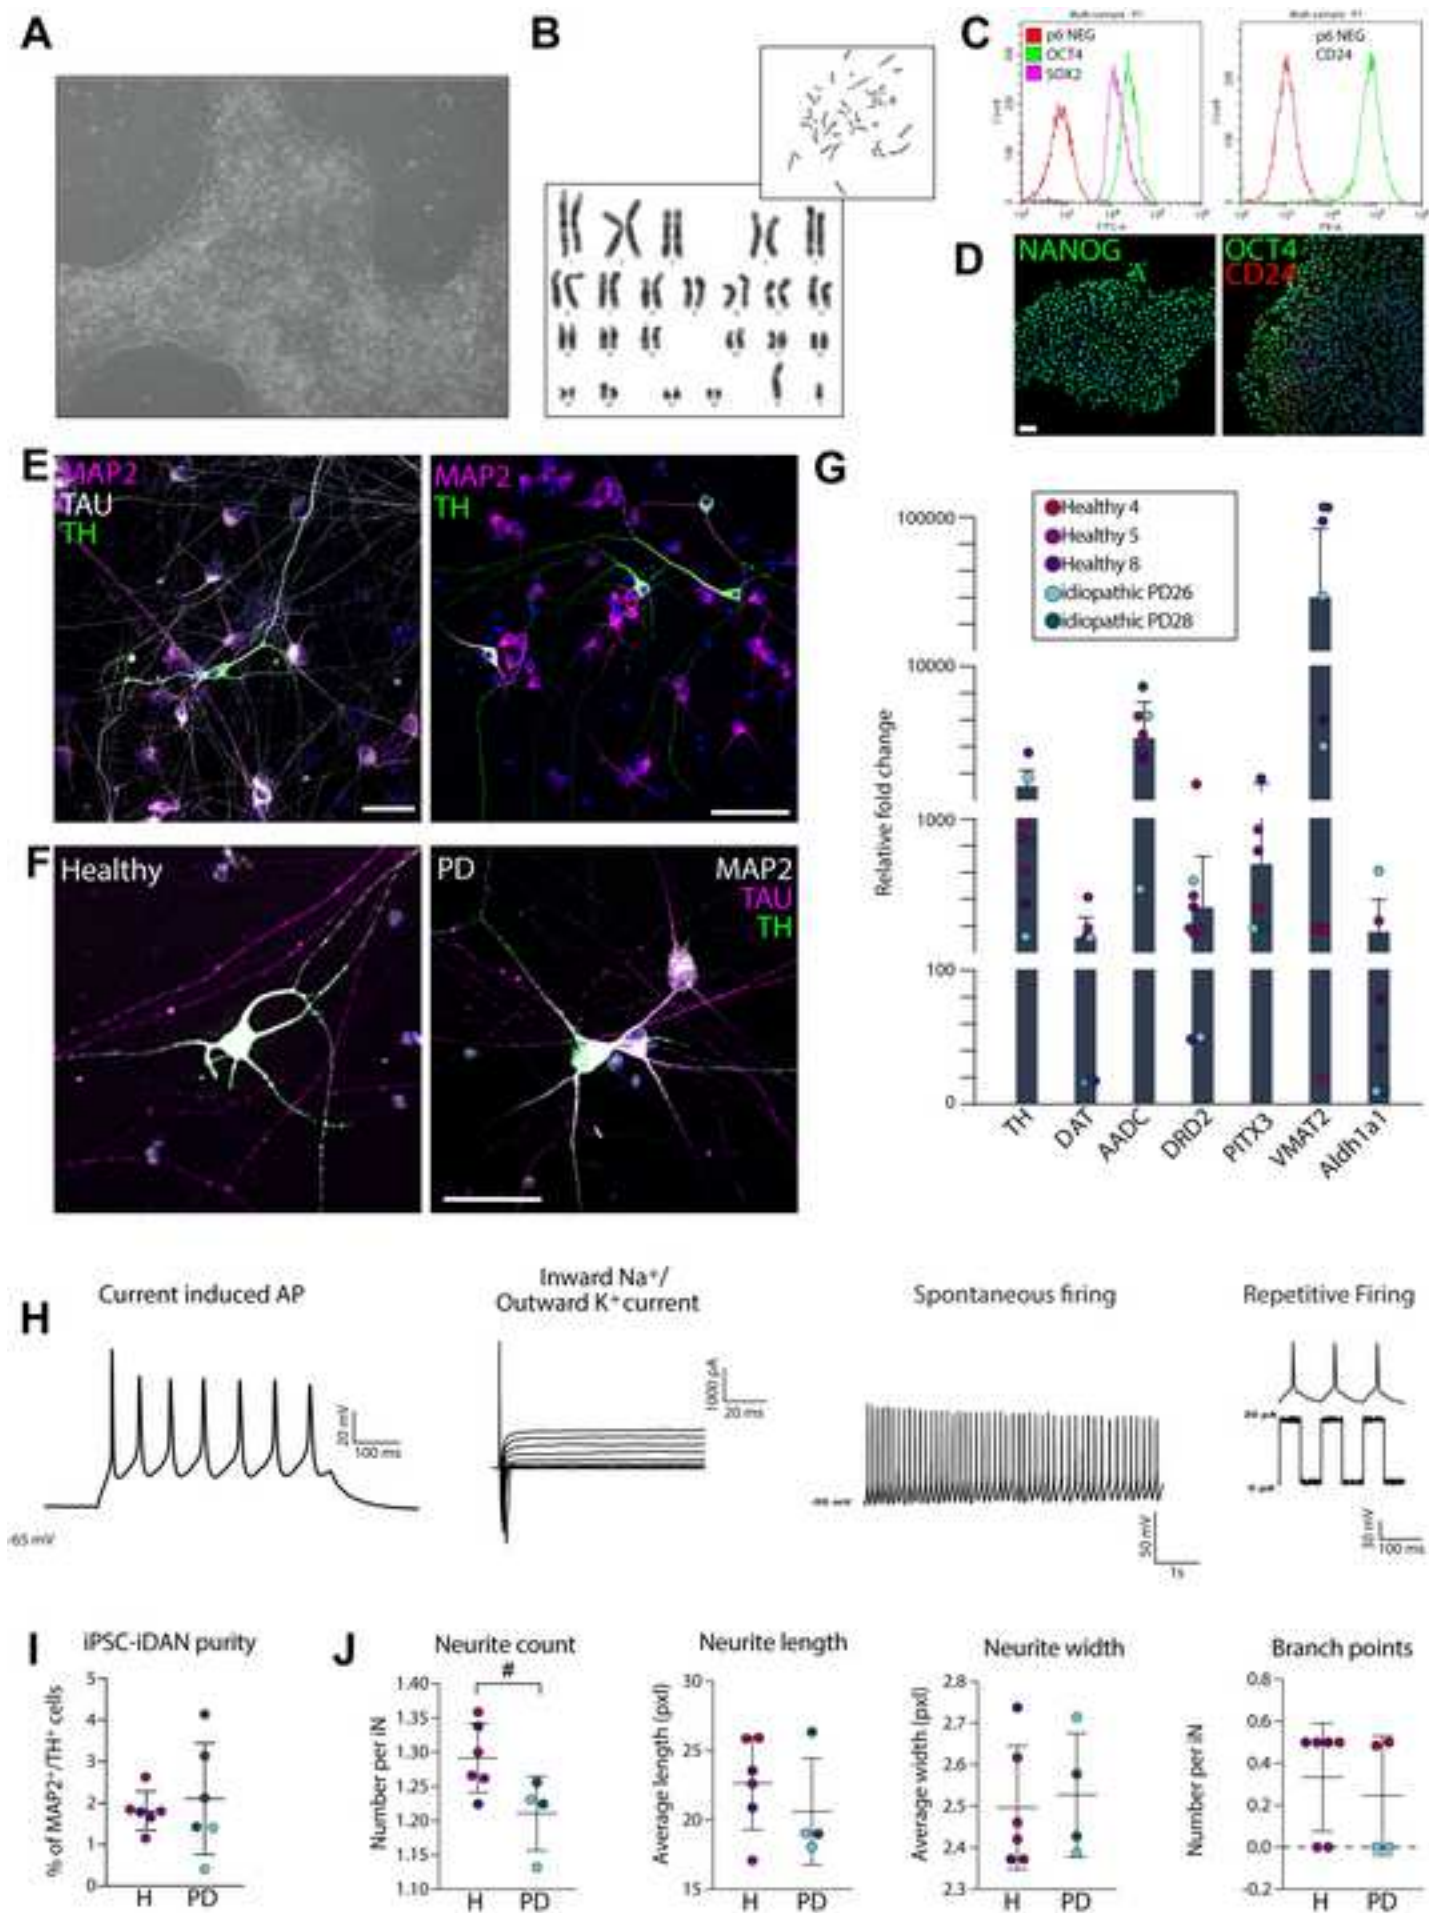 A
B
C
p6 NEG
OCT4
SOX2
Count
p6 NEG
CD24
Count
D
NANOG
OCT4
CD24
E
MAP2
TAU
TH
MAP2
TH
F
Healthy
PD
MAP2
TAU
TH
G
Healthy 4
Healthy 5
Healthy 8
idiopathic PD26
idiopathic PD28
Relative fold change
100000
10000
1000
100
0
TH
DAT
AADC
DRD2
PITX3
VMAT2
Aldh1a1
H
Current induced AP
20 mV
100 ms
-65 mV
Inward Na⁺/
Outward K⁺ current
1000 pA
20 ms
Spontaneous firing
50 mV
1s
Repetitive Firing
30 mV
100 ms
I
iPSC-iDAN purity
% of MAP2⁺/TH⁺ cells
5
4
3
2
1
0
H
PD
J
Neurite count
#
Number per iN
1.40
1.35
1.30
1.25
1.20
1.15
1.10
H
PD
Neurite length
Average length (pxl)
30
25
20
15
H
PD
Neurite width
Average width (pxl)
2.8
2.7
2.6
2.5
2.4
2.3
H
PD
Branch points
Number per iN
0.8
0.6
0.4
0.2
0.0
-0.2
H
PD